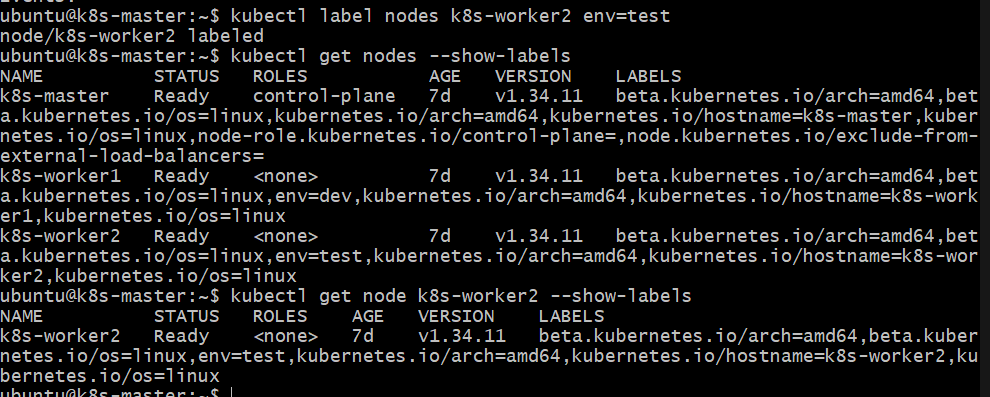 ubuntu@k8s-master:~$ kubectl label nodes k8s-worker2 env=test
node/k8s-worker2 labeled
ubuntu@k8s-master:~$ kubectl get nodes --show-labels
NAME          STATUS   ROLES           AGE   VERSION    LABELS
k8s-master    Ready    control-plane   7d    v1.34.11   beta.kubernetes.io/arch=amd64,bet
a.kubernetes.io/os=linux,kubernetes.io/arch=amd64,kubernetes.io/hostname=k8s-master,kuber
netes.io/os=linux,node-role.kubernetes.io/control-plane=,node.kubernetes.io/exclude-from-
external-load-balancers=
k8s-worker1   Ready    <none>          7d    v1.34.11   beta.kubernetes.io/arch=amd64,bet
a.kubernetes.io/os=linux,env=dev,kubernetes.io/arch=amd64,kubernetes.io/hostname=k8s-work
er1,kubernetes.io/os=linux
k8s-worker2   Ready    <none>          7d    v1.34.11   beta.kubernetes.io/arch=amd64,bet
a.kubernetes.io/os=linux,env=test,kubernetes.io/arch=amd64,kubernetes.io/hostname=k8s-wor
ker2,kubernetes.io/os=linux
ubuntu@k8s-master:~$ kubectl get node k8s-worker2 --show-labels
NAME          STATUS   ROLES    AGE   VERSION    LABELS
k8s-worker2   Ready    <none>   7d    v1.34.11   beta.kubernetes.io/arch=amd64,beta.kuber
netes.io/os=linux,env=test,kubernetes.io/arch=amd64,kubernetes.io/hostname=k8s-worker2,ku
bernetes.io/os=linux
ubuntu@k8s-master:~$